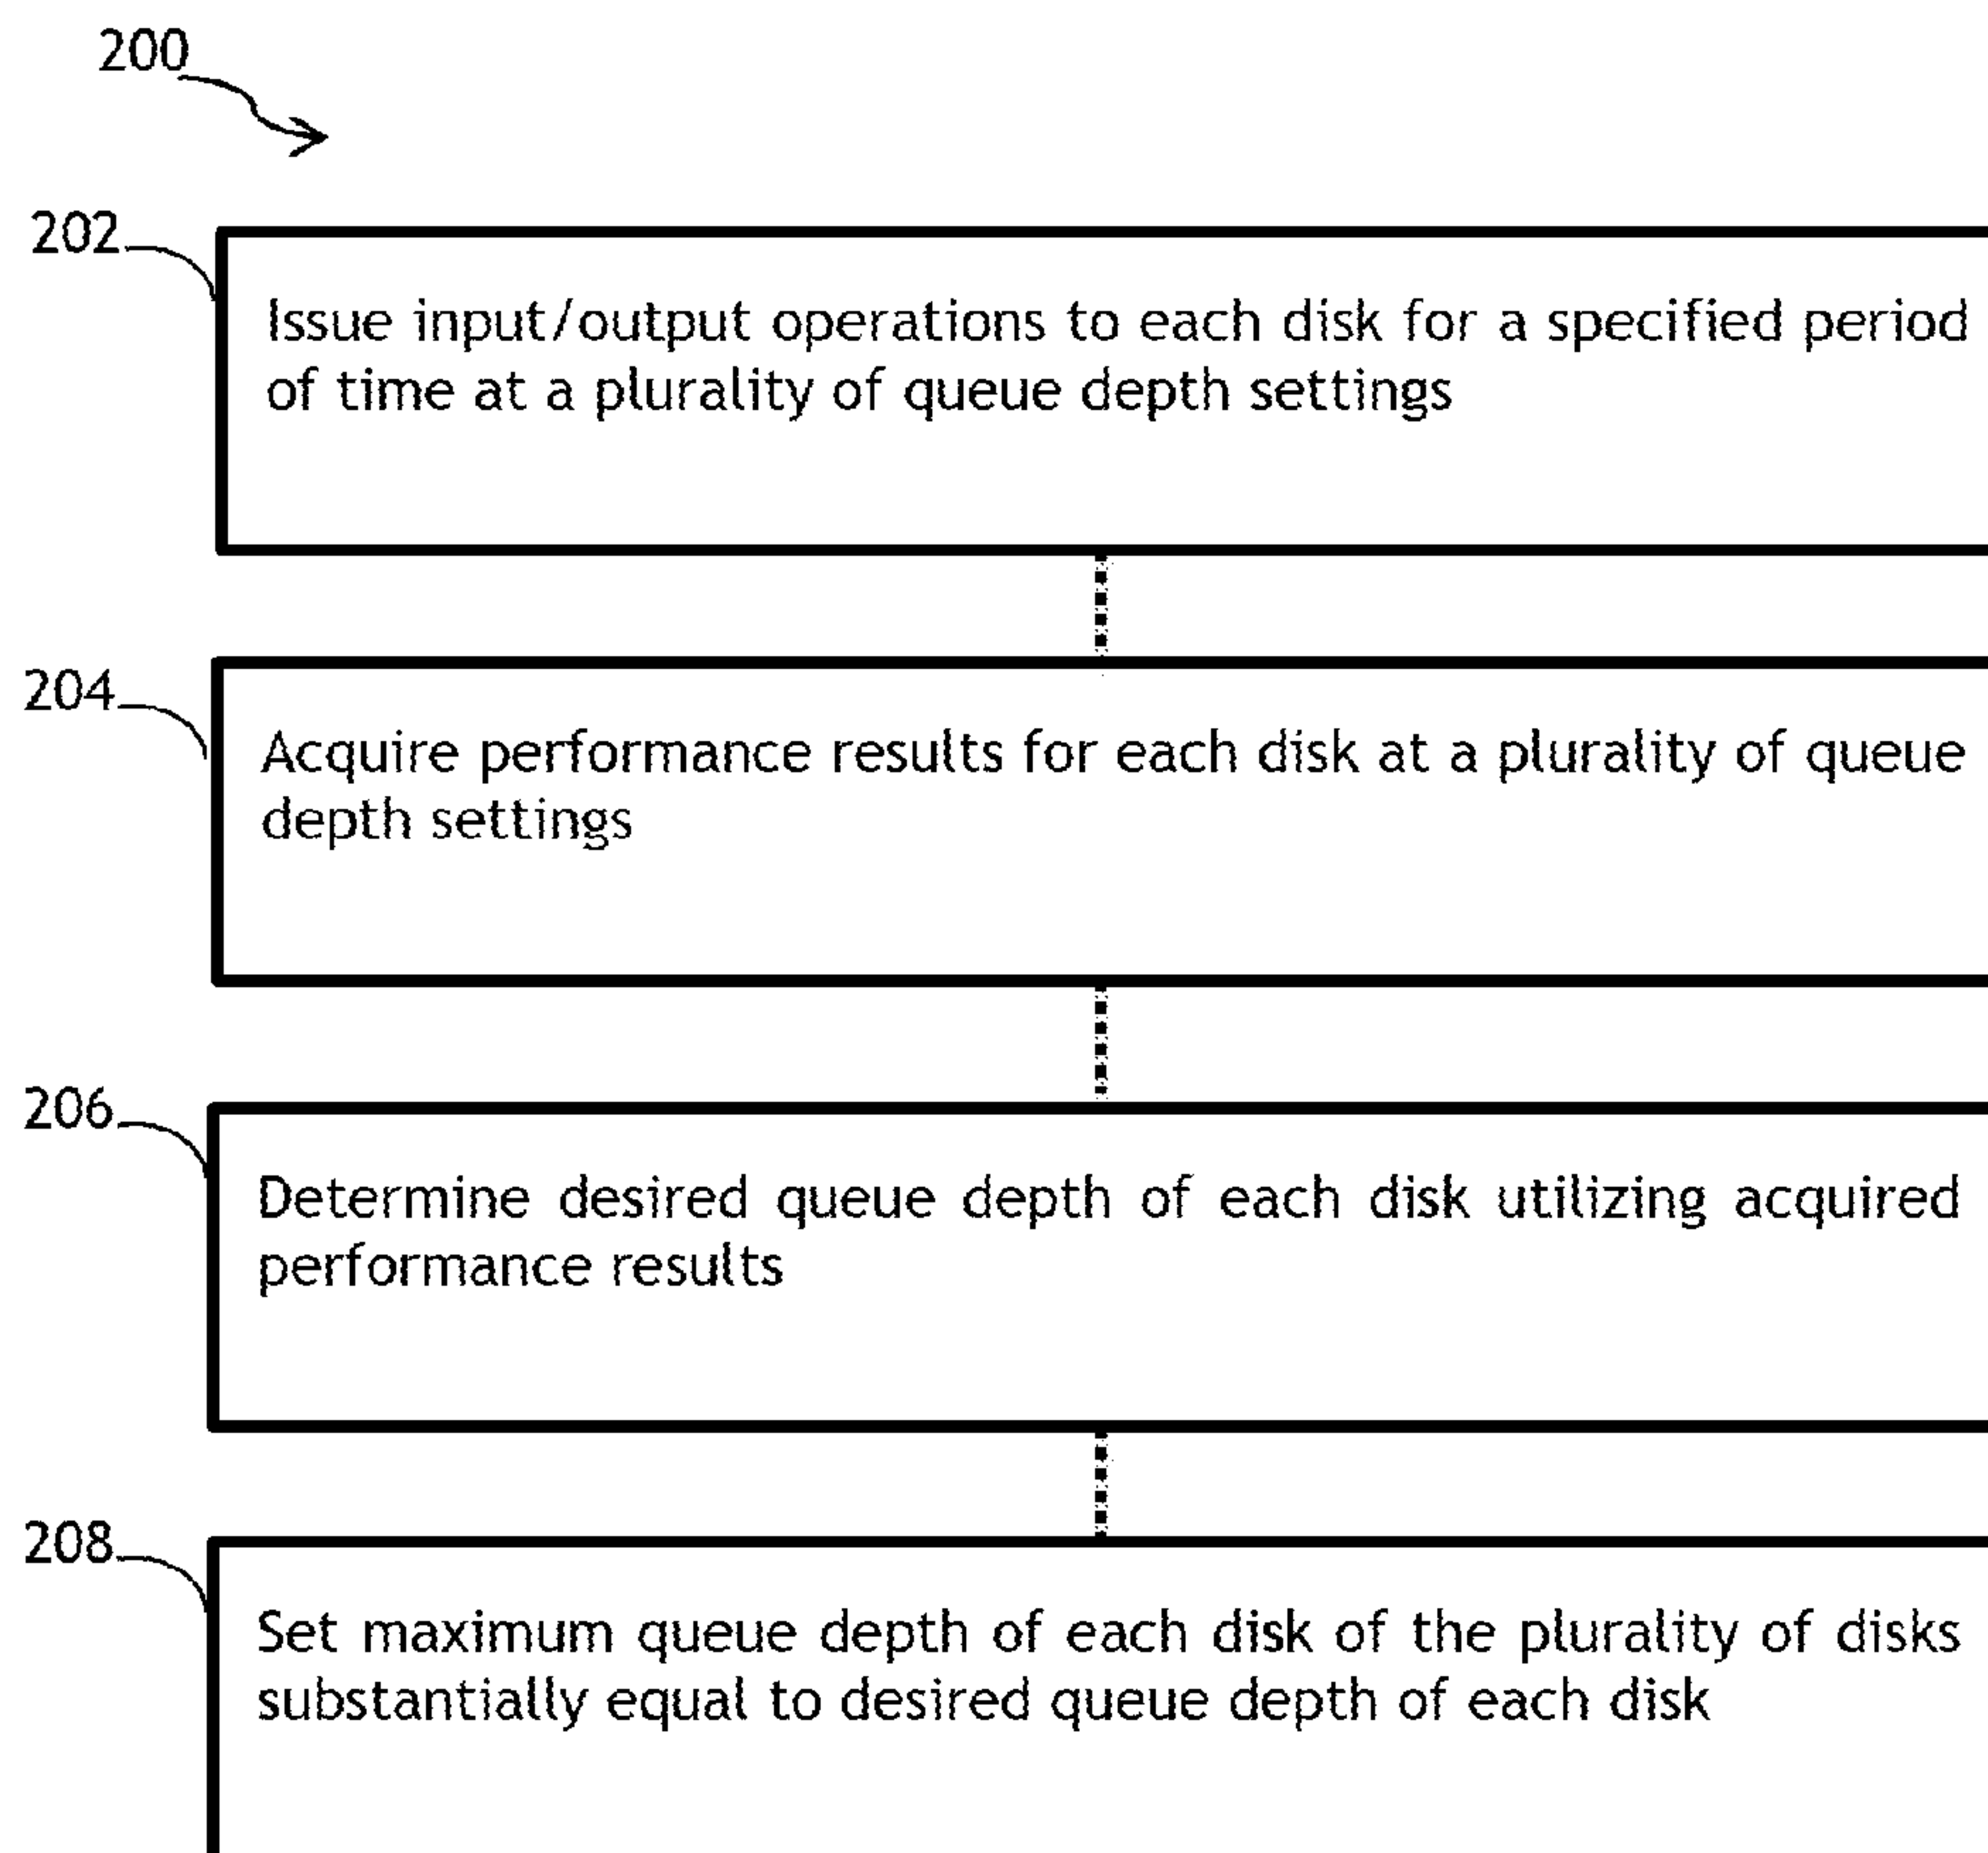 200
202
Issue input/output operations to each disk for a specified period
of time at a plurality of queue depth settings
204
Acquire performance results for each disk at a plurality of queue
depth settings
206
Determine desired queue depth of each disk utilizing acquired
performance results
208
Set maximum queue depth of each disk of the plurality of disks
substantially equal to desired queue depth of each disk